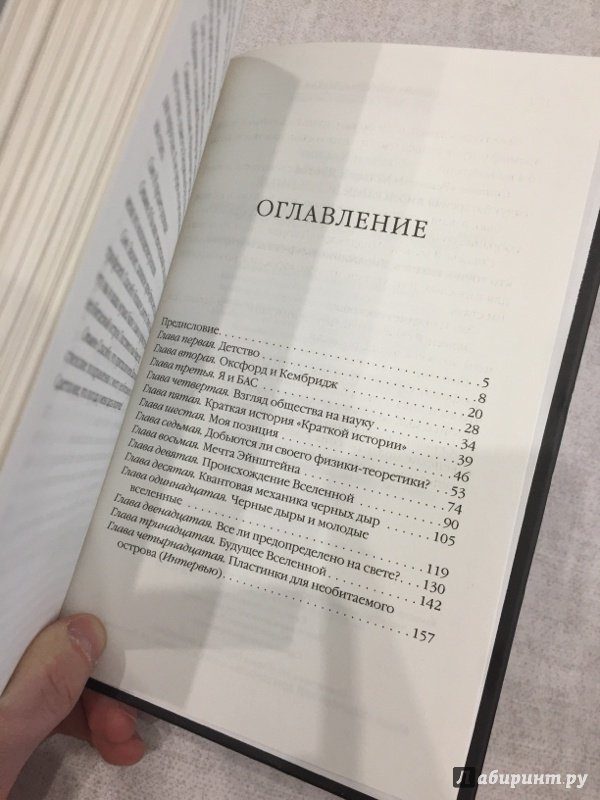 ОГЛАВЛЕНИЕ
Предисловие . . . . . . . . . . 5
Глава первая. Детство . . . . . . . . . . 8
Глава вторая. Оксфорд и Кембридж . . . . . . . . . . 20
Глава третья. Я и БАС . . . . . . . . . . 28
Глава четвертая. Взгляд общества на науку . . . . . . . . . . 34
Глава пятая. Краткая история «Краткой истории» . . . . . . . . . . 39
Глава шестая. Моя позиция . . . . . . . . . . 46
Глава седьмая. Добьются ли своего физики-теоретики? . . 53
Глава восьмая. Мечта Эйнштейна . . . . . . . . . . 74
Глава девятая. Происхождение Вселенной . . . . . . . . . . 90
Глава десятая. Квантовая механика черных дыр . . . . . . . 105
Глава одиннадцатая. Черные дыры и молодые
вселенные . . . . . . . . . . 119
Глава двенадцатая. Все ли предопределено на свете? . . . 130
Глава тринадцатая. Будущее Вселенной . . . . . . . . . . 142
Глава четырнадцатая. Пластинки для необитаемого
острова (Интервью) . . . . . . . . . . 157
Лабиринт.ру